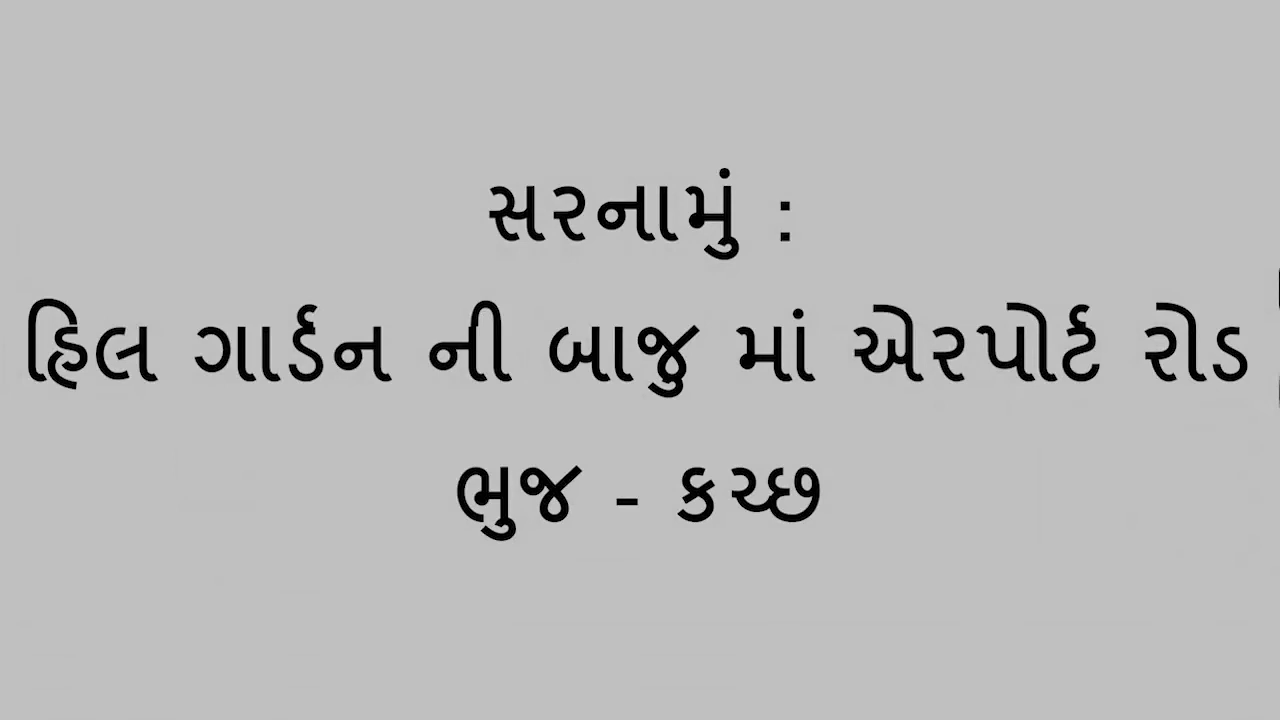 સરનામું :
હિલ ગાર્ડન ની બાજુ માં એરપોર્ટ રોડ
ભુજ - કચ્છ